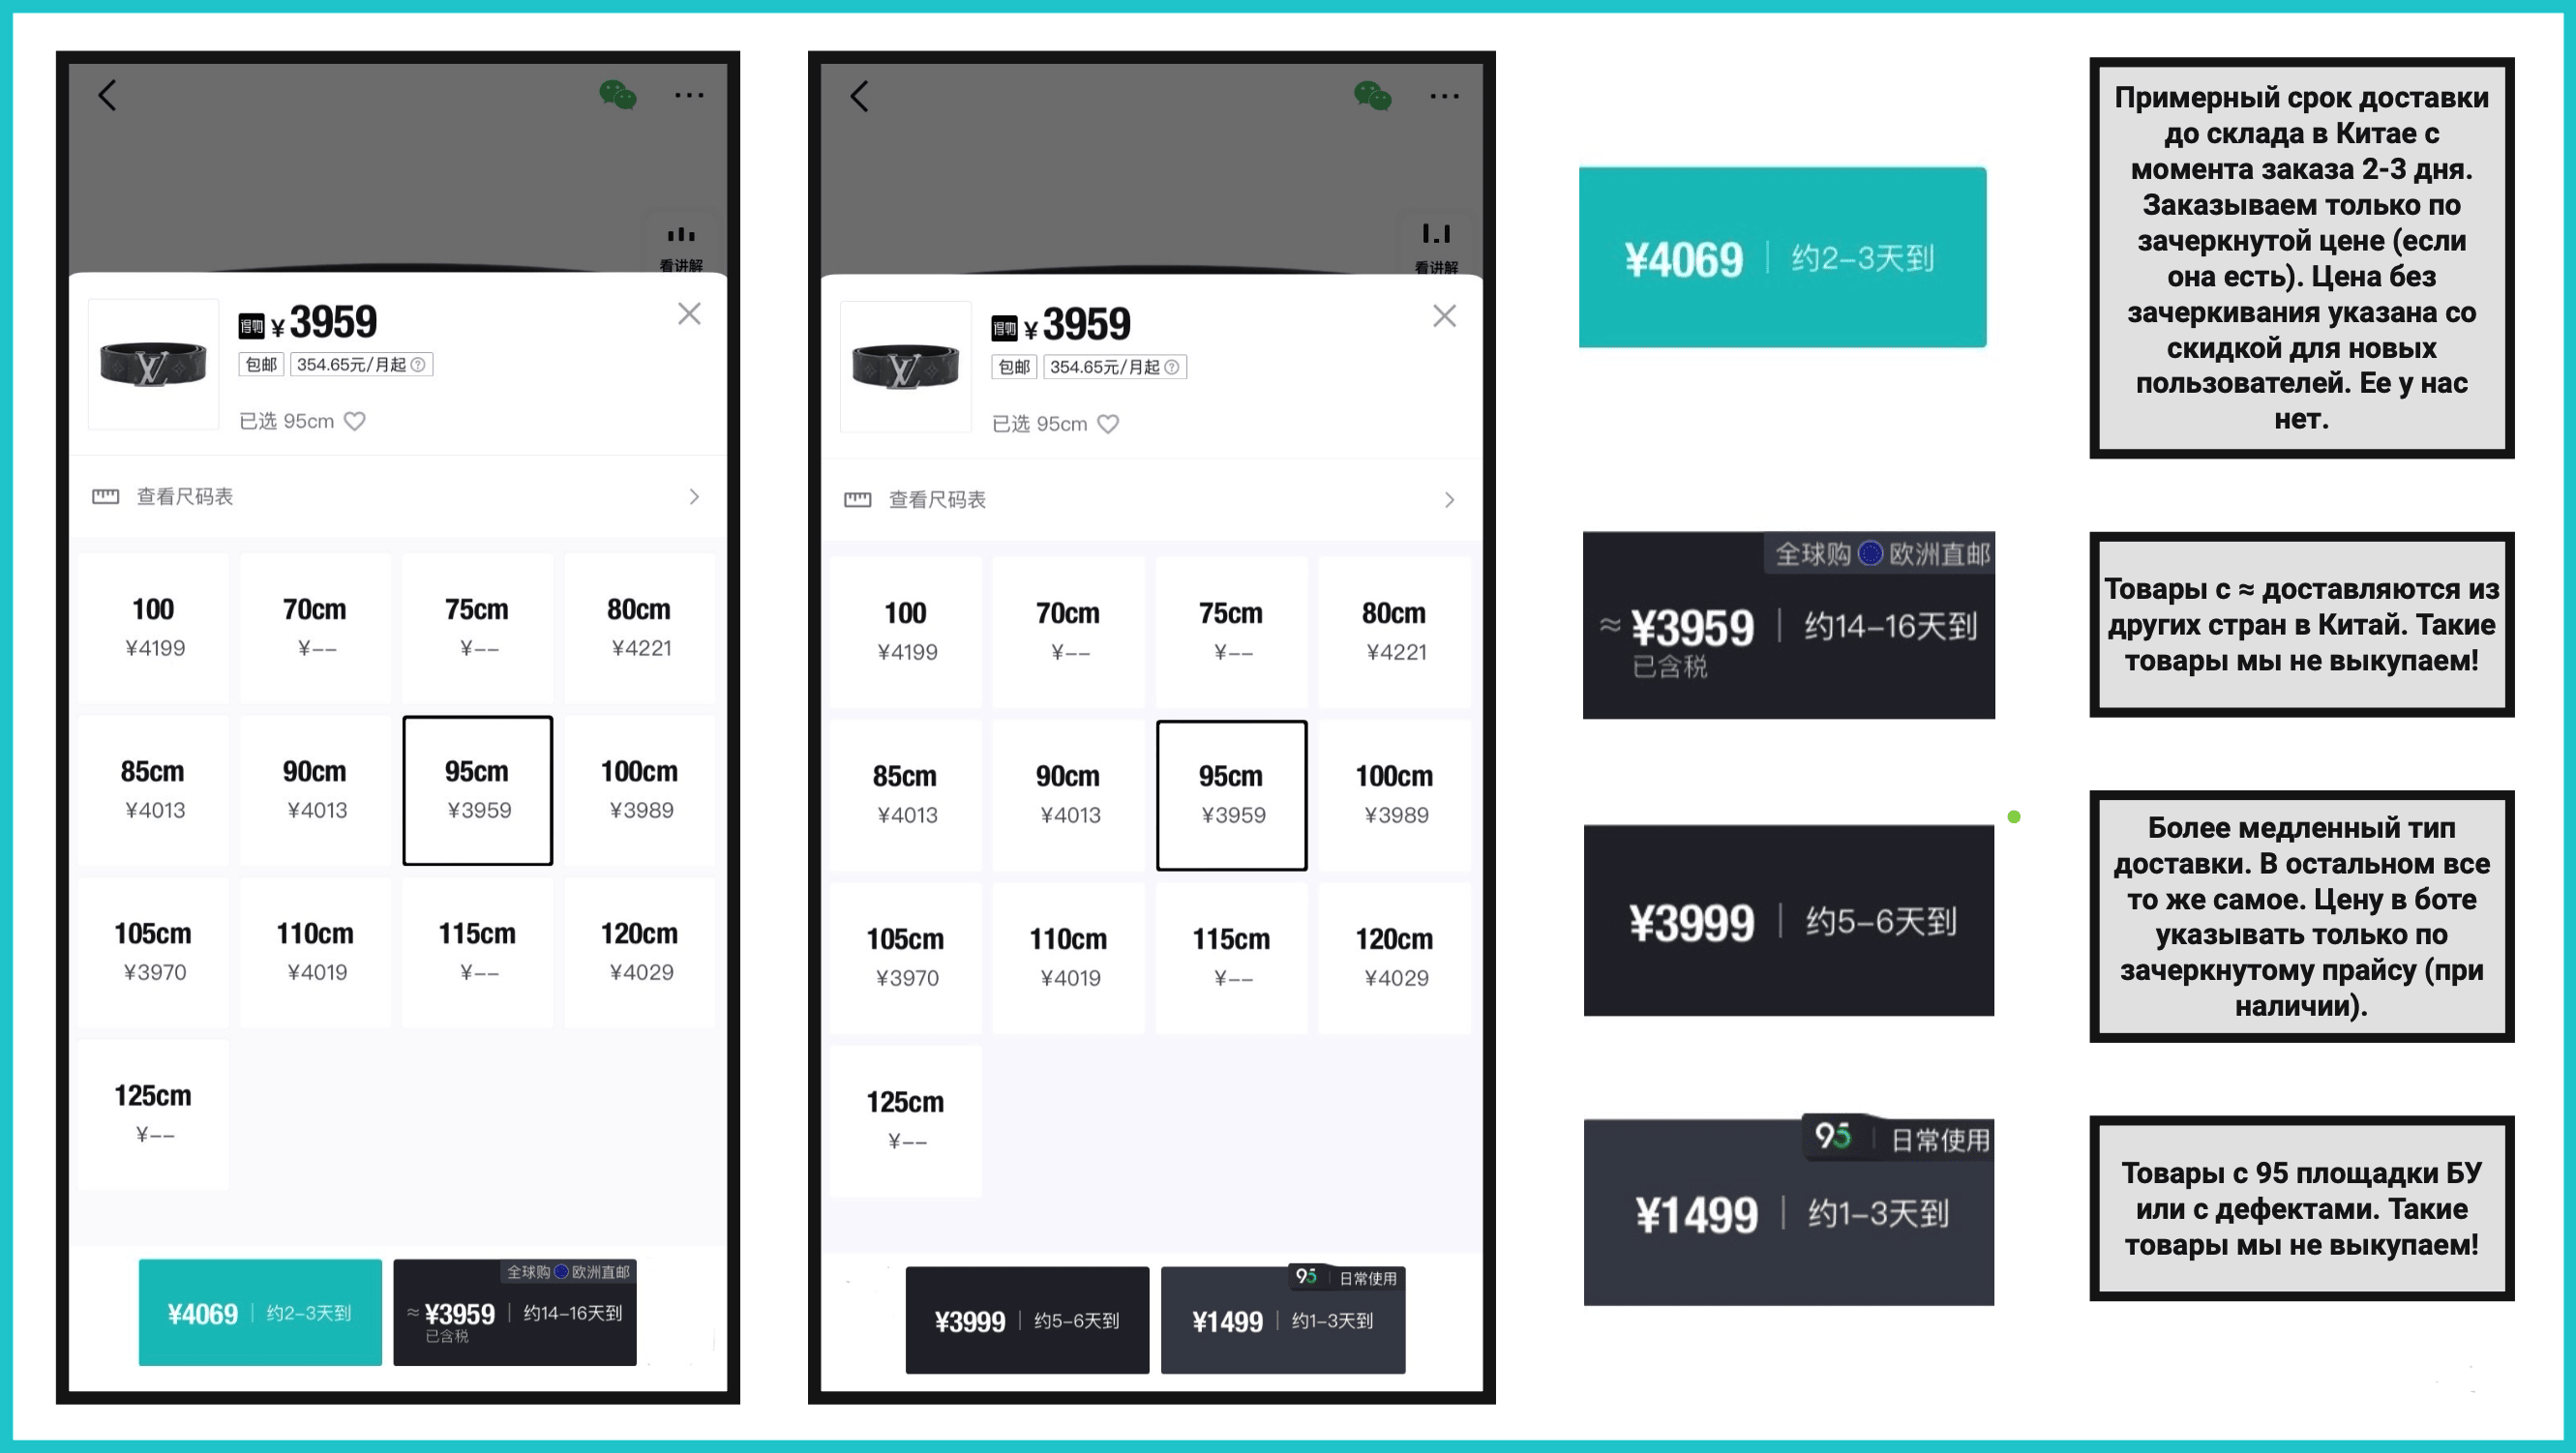 看讲解
得物 ¥ 3959
包邮 354.65元/月起
已选 95cm
查看尺码表
100 70cm 75cm 80cm
¥4199 ¥-- ¥-- ¥4221
85cm 90cm 95cm 100cm
¥4013 ¥4013 ¥3959 ¥3989
105cm 110cm 115cm 120cm
¥3970 ¥4019 ¥-- ¥4029
125cm
¥--
全球购 欧洲直邮
¥4069 约2-3天到 ≈ ¥3959 约14-16天到
已含税
看讲解
得物 ¥ 3959
包邮 354.65元/月起
已选 95cm
查看尺码表
100 70cm 75cm 80cm
¥4199 ¥-- ¥-- ¥4221
85cm 90cm 95cm 100cm
¥4013 ¥4013 ¥3959 ¥3989
105cm 110cm 115cm 120cm
¥3970 ¥4019 ¥-- ¥4029
125cm
¥--
95 日常使用
¥3999 约5-6天到 ¥1499 约1-3天到
¥4069 约2-3天到
Примерный срок доставки
до склада в Китае с
момента заказа 2-3 дня.
Заказываем только по
зачеркнутой цене (если
она есть). Цена без
зачеркивания указана со
скидкой для новых
пользователей. Ее у нас
нет.
全球购 欧洲直邮
≈ ¥3959 约14-16天到
已含税
Товары с ≈ доставляются из
других стран в Китай. Такие
товары мы не выкупаем!
¥3999 约5-6天到
Более медленный тип
доставки. В остальном все
то же самое. Цену в боте
указывать только по
зачеркнутому прайсу (при
наличии).
95 日常使用
¥1499 约1-3天到
Товары с 95 площадки БУ
или с дефектами. Такие
товары мы не выкупаем!